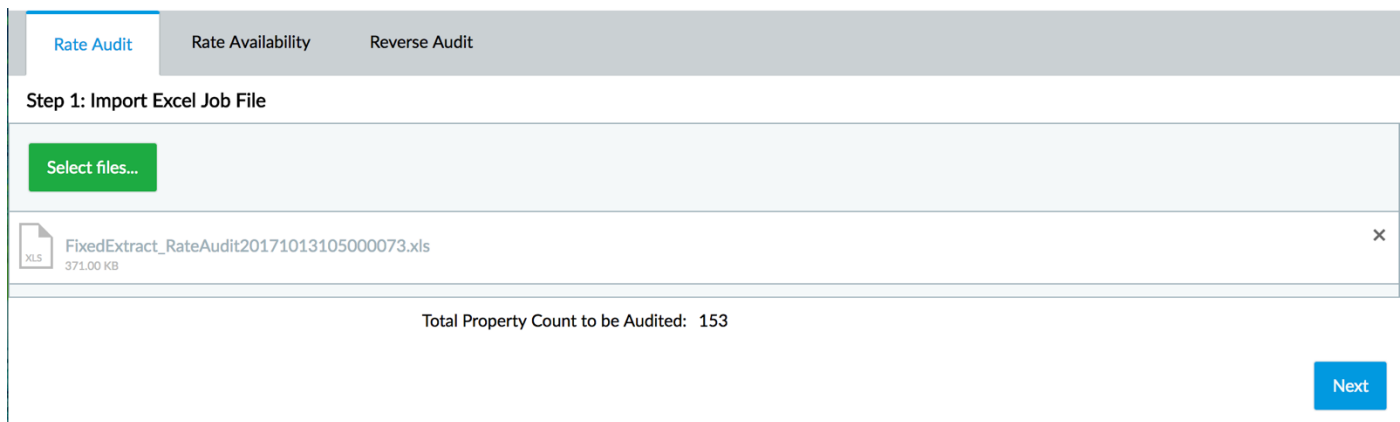 Rate Audit Rate Availability Reverse Audit
Step 1: Import Excel Job File
Select files...
XLS
FixedExtract_RateAudit20171013105000073.xls
371.00 KB
Total Property Count to be Audited: 153
Next